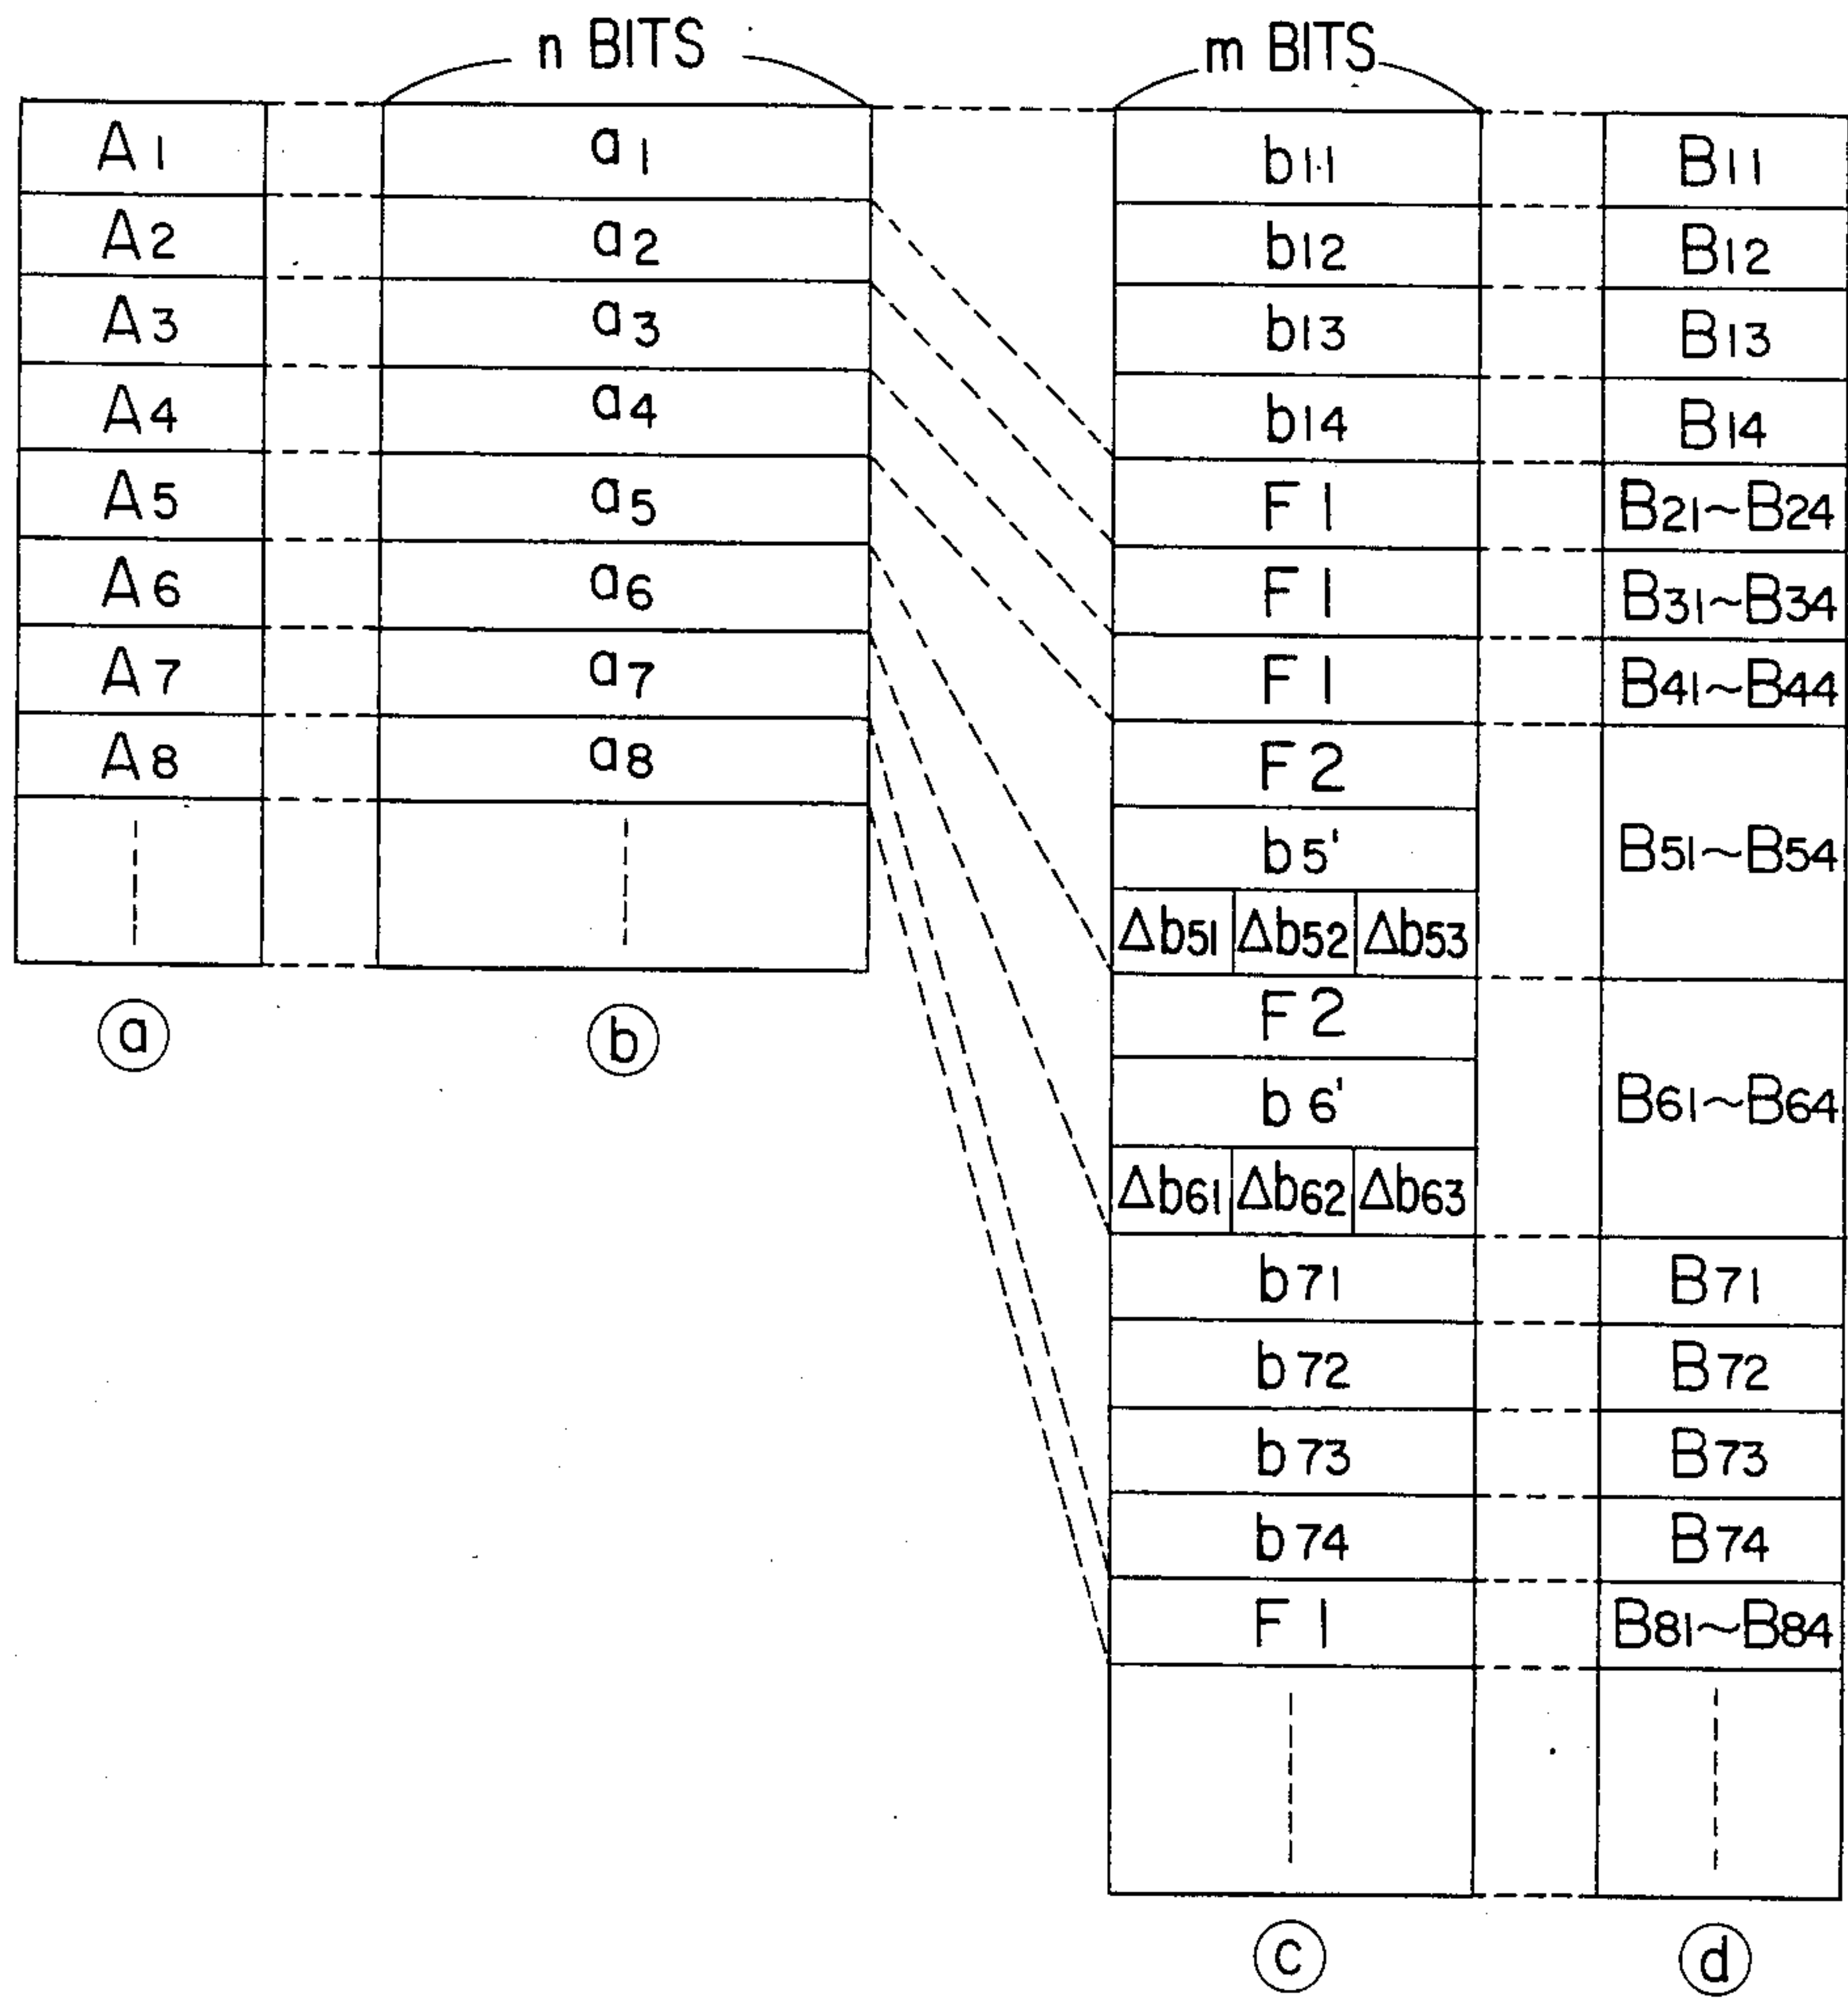 n BITS
m BITS
A1 a1 b11 B11
A2 a2 b12 B12
A3 a3 b13 B13
A4 a4 b14 B14
A5 a5 F1 B21~B24
A6 a6 F1 B31~B34
A7 a7 F1 B41~B44
A8 a8 F2
b5' B51~B54
Δb51 Δb52 Δb53
F2
b6' B61~B64
Δb61 Δb62 Δb63
b71 B71
b72 B72
b73 B73
b74 B74
F1 B81~B84
a b
c d